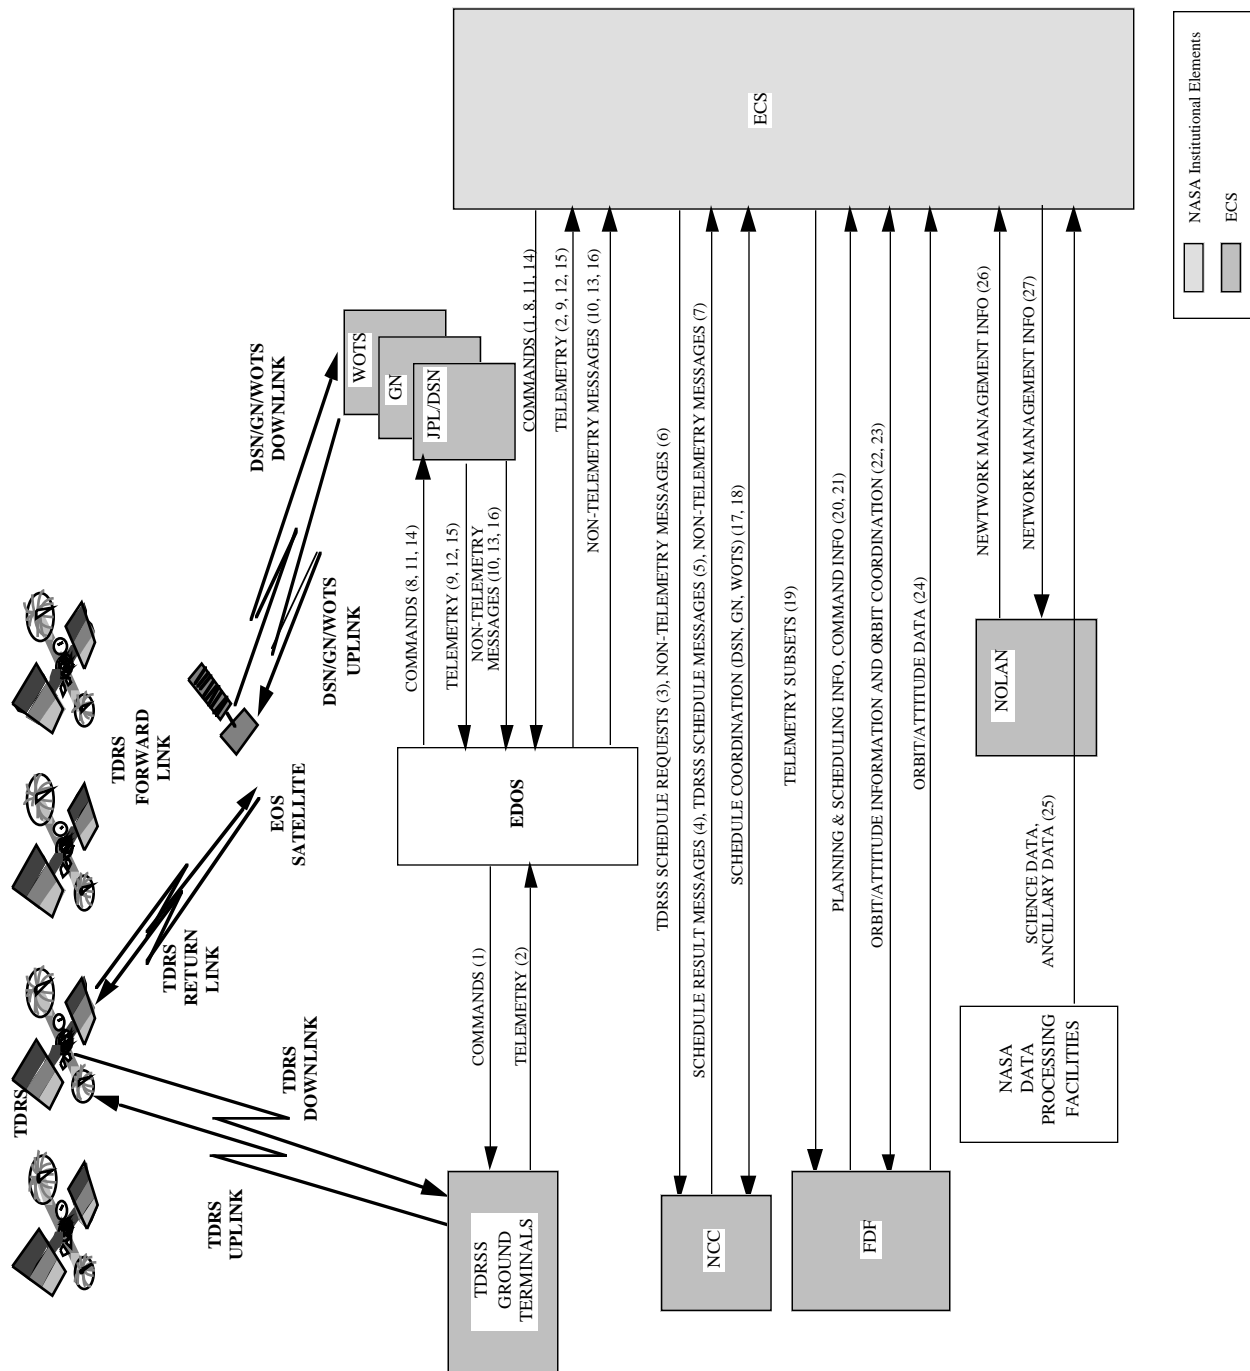 TDRS
TDRS
FORWARD
LINK
TDRS
RETURN
LINK
EOS
SATELLITE
TDRS
UPLINK
TDRS
DOWNLINK
DSN/GN/WOTS
DOWNLINK
DSN/GN/WOTS
UPLINK
WOTS
GN
JPL/DSN
TDRSS
GROUND
TERMINALS
EDOS
COMMANDS (1)
TELEMETRY (2)
COMMANDS (8, 11, 14)
TELEMETRY (9, 12, 15)
NON-TELEMETRY
MESSAGES (10, 13, 16)
COMMANDS (1, 8, 11, 14)
TELEMETRY (2, 9, 12, 15)
NON-TELEMETRY MESSAGES (10, 13, 16)
ECS
NCC
TDRSS SCHEDULE REQUESTS (3), NON-TELEMETRY MESSAGES (6)
SCHEDULE RESULT MESSAGES (4), TDRSS SCHEDULE MESSAGES (5), NON-TELEMETRY MESSAGES (7)
SCHEDULE COORDINATION (DSN, GN, WOTS) (17, 18)
FDF
TELEMETRY SUBSETS (19)
PLANNING & SCHEDULING INFO, COMMAND INFO (20, 21)
ORBIT/ATTITUDE INFORMATION AND ORBIT COORDINATION (22, 23)
ORBIT/ATTITUDE DATA (24)
NOLAN
NEWTWORK MANAGEMENT INFO (26)
NETWORK MANAGEMENT INFO (27)
NASA
DATA
PROCESSING
FACILITIES
SCIENCE DATA,
ANCILLARY DATA (25)
NASA Institutional Elements
ECS